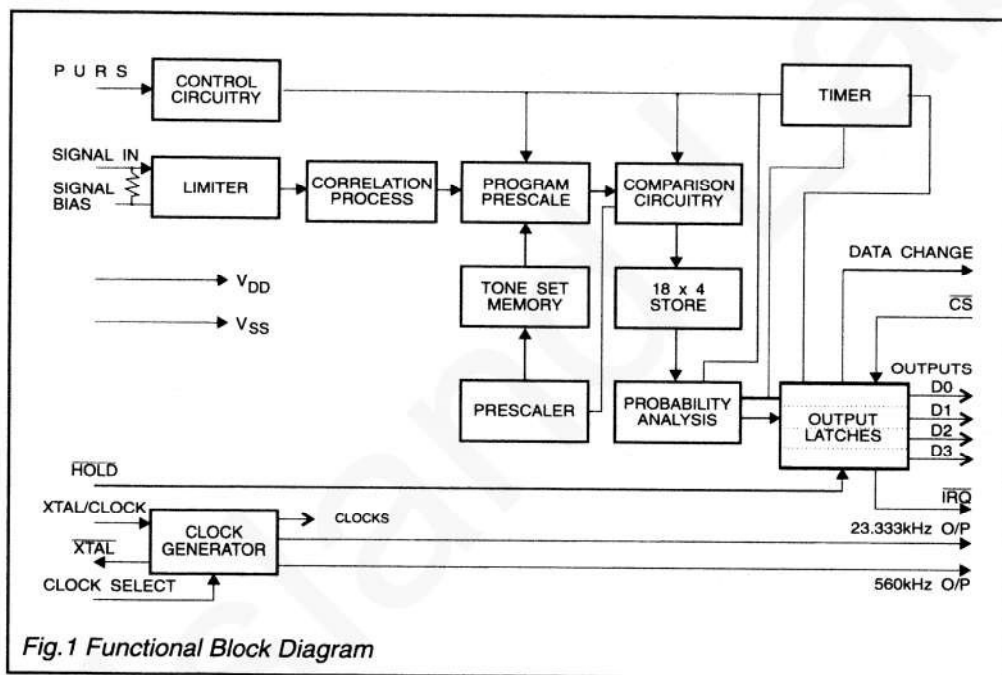 P U R S
CONTROL
CIRCUITRY
TIMER
SIGNAL IN
SIGNAL
BIAS
LIMITER
CORRELATION
PROCESS
PROGRAM
PRESCALE
COMPARISON
CIRCUITRY
DATA CHANGE
VDD
TONE SET
MEMORY
18 x 4
STORE
CS
VSS
OUTPUTS
D0
D1
D2
D3
PRESCALER
PROBABILITY
ANALYSIS
OUTPUT
LATCHES
HOLD
IRQ
XTAL/CLOCK
CLOCKS
23.333kHz O/P
CLOCK
GENERATOR
XTAL
560kHz O/P
CLOCK SELECT
Fig.1 Functional Block Diagram